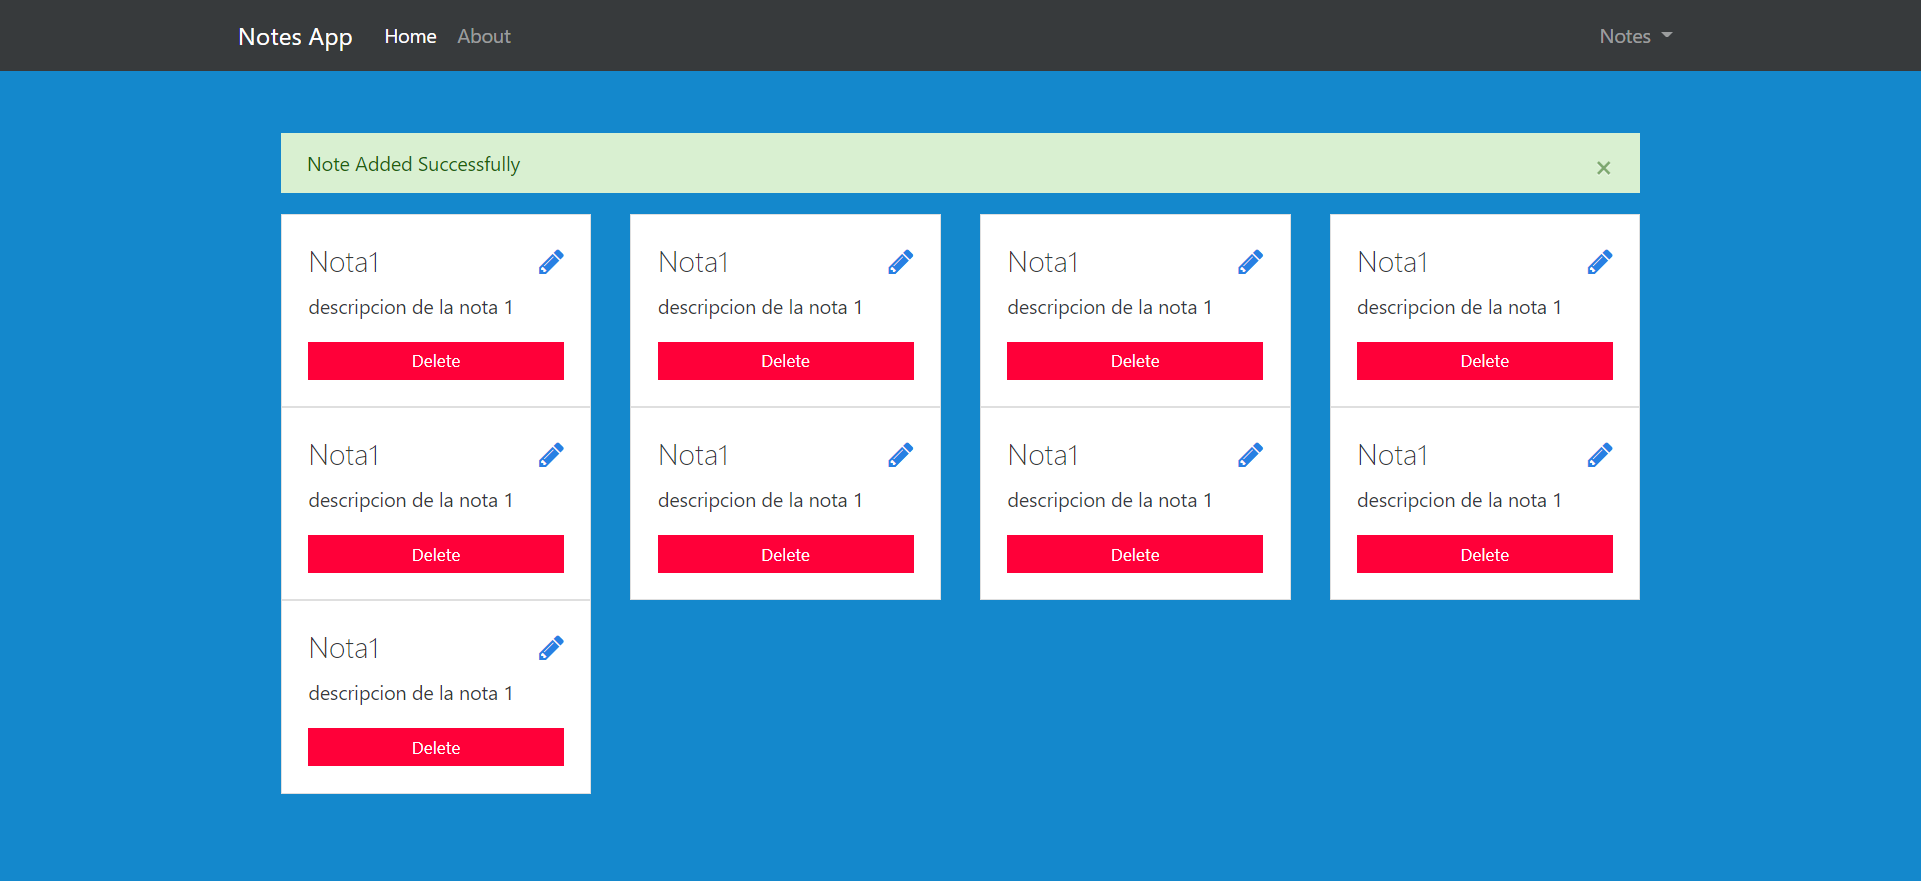 Notes App Home About Notes
Note Added Successfully ×
Nota1 Nota1 Nota1 Nota1
descripcion de la nota 1 descripcion de la nota 1 descripcion de la nota 1 descripcion de la nota 1
Delete Delete Delete Delete
Nota1 Nota1 Nota1 Nota1
descripcion de la nota 1 descripcion de la nota 1 descripcion de la nota 1 descripcion de la nota 1
Delete Delete Delete Delete
Nota1
descripcion de la nota 1
Delete